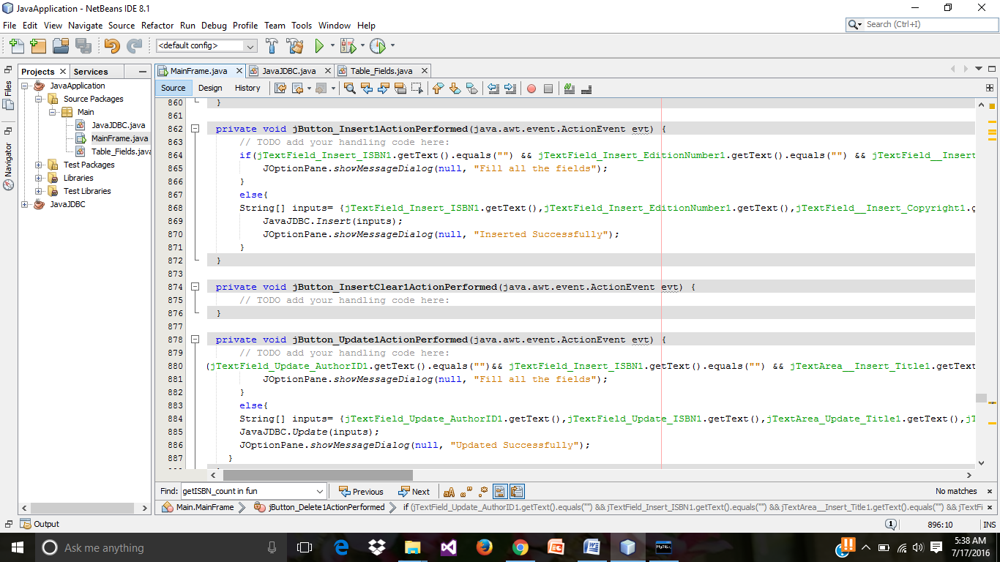 JavaApplication - NetBeans IDE 8.1
File Edit View Navigate Source Refactor Run Debug Profile Team Tools Window Help
Search (Ctrl+I)
<default config>
Files
Navigator
Projects Services
JavaApplication
Source Packages
Main
JavaJDBC.java
MainFrame.java
Table_Fields.java
Test Packages
Libraries
Test Libraries
JavaJDBC
MainFrame.java JavaJDBC.java Table_Fields.java
Source Design History
860 }
861
862 private void jButton_Insert1ActionPerformed(java.awt.event.ActionEvent evt) {
863 // TODO add your handling code here:
864 if(jTextField_Insert_ISBN1.getText().equals("") && jTextField_Insert_EditionNumber1.getText().equals("") && jTextField__Insert
865 JOptionPane.showMessageDialog(null, "Fill all the fields");
866 }
867 else{
868 String[] inputs= {jTextField_Insert_ISBN1.getText(),jTextField_Insert_EditionNumber1.getText(),jTextField__Insert_Copyright1.g
869 JavaJDBC.Insert(inputs);
870 JOptionPane.showMessageDialog(null, "Inserted Successfully");
871 }
872 }
873
874 private void jButton_InsertClear1ActionPerformed(java.awt.event.ActionEvent evt) {
875 // TODO add your handling code here:
876 }
877
878 private void jButton_Update1ActionPerformed(java.awt.event.ActionEvent evt) {
879 // TODO add your handling code here:
880 (jTextField_Update_AuthorID1.getText().equals("")&& jTextField_Insert_ISBN1.getText().equals("") && jTextArea__Insert_Title1.getText
881 JOptionPane.showMessageDialog(null, "Fill all the fields");
882 }
883 else{
884 String[] inputs= {jTextField_Update_AuthorID1.getText(),jTextField_Update_ISBN1.getText(),jTextArea_Update_Title1.getText(),jT
885 JavaJDBC.Update(inputs);
886 JOptionPane.showMessageDialog(null, "Updated Successfully");
887 }
Find: getISBN_count in fun Previous Next No matches
Main.MainFrame jButton_Delete1ActionPerformed if (jTextField_Update_AuthorID1.getText().equals("") && jTextField_Insert_ISBN1.getText().equals("") && jTextArea__Insert_Title1.getText().equals("") && jTextFi
Output 1 896:10 INS
Ask me anything
5:38 AM
7/17/2016